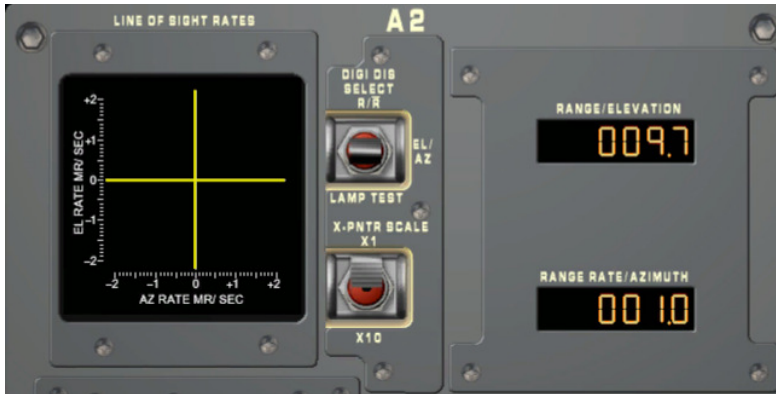 A2
LINE OF SIGHT RATES
+2
+1
0
-1
-2
EL RATE MR/ SEC
-2 -1 0 +1 +2
AZ RATE MR/ SEC
DIGI DIS
SELECT
R/Ṙ
EL/
AZ
LAMP TEST
X-PNTR SCALE
X1
X10
RANGE/ELEVATION
009.7
RANGE RATE/AZIMUTH
001.0